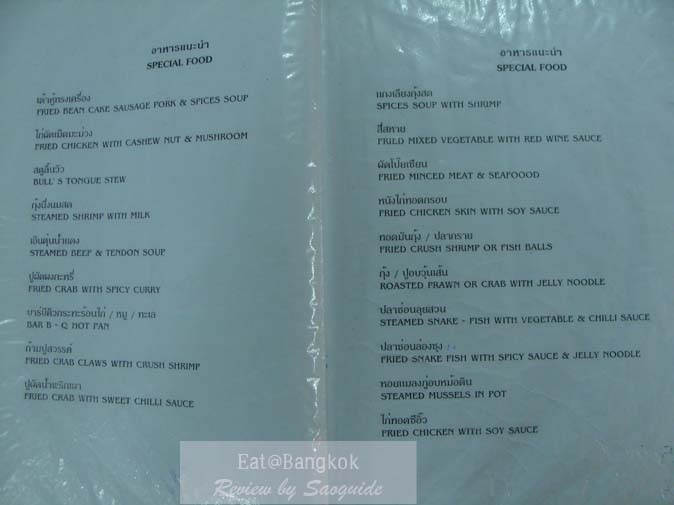 อาหารแนะนำ
SPECIAL FOOD
เต้าหู้ทรงเครื่อง
FRIED BEAN CAKE SAUSAGE PORK & SPICES SOUP
ไก่ผัดเม็ดมะม่วง
FRIED CHICKEN WITH CASHEW NUT & MUSHROOM
สตูลิ้นวัว
BULL' S TONGUE STEW
กุ้งนึ่งนมสด
STEAMED SHRIMP WITH MILK
เอ็นตุ๋นน้ำแดง
STEAMED BEEF & TENDON SOUP
ปูผัดผงกะหรี่
FRIED CRAB WITH SPICY CURRY
บาร์บีคิวกระทะร้อนไก่ / หมู / ทะเล
BAR B - Q HOT PAN
ก้ามปูสวรรค์
FRIED CRAB CLAWS WITH CRUSH SHRIMP
ปูผัดน้ำพริกเผา
FRIED CRAB WITH SWEET CHILLI SAUCE
อาหารแนะนำ
SPECIAL FOOD
แกงเลียงกุ้งสด
SPICES SOUP WITH SHRIMP
สี่สหาย
FRIED MIXED VEGETABLE WITH RED WINE SAUCE
ผัดโป๊ยเซียน
FRIED MINCED MEAT & SEAFOOOD
หนังไก่ทอดกรอบ
FRIED CHICKEN SKIN WITH SOY SAUCE
ทอดมันกุ้ง / ปลากราย
FRIED CRUSH SHRIMP OR FISH BALLS
กุ้ง / ปูอบวุ้นเส้น
ROASTED PRAWN OR CRAB WITH JELLY NOODLE
ปลาช่อนลุยสวน
STEAMED SNAKE - FISH WITH VEGETABLE & CHILLI SAUCE
ปลาช่อนล่องซุง
FRIED SNAKE FISH WITH SPICY SAUCE & JELLY NOODLE
หอยแมลงภู่อบหม้อดิน
STEAMED MUSSELS IN POT
ไก่ทอดซีอิ๊ว
FRIED CHICKEN WITH SOY SAUCE
Eat@Bangkok
Review by Saoguide